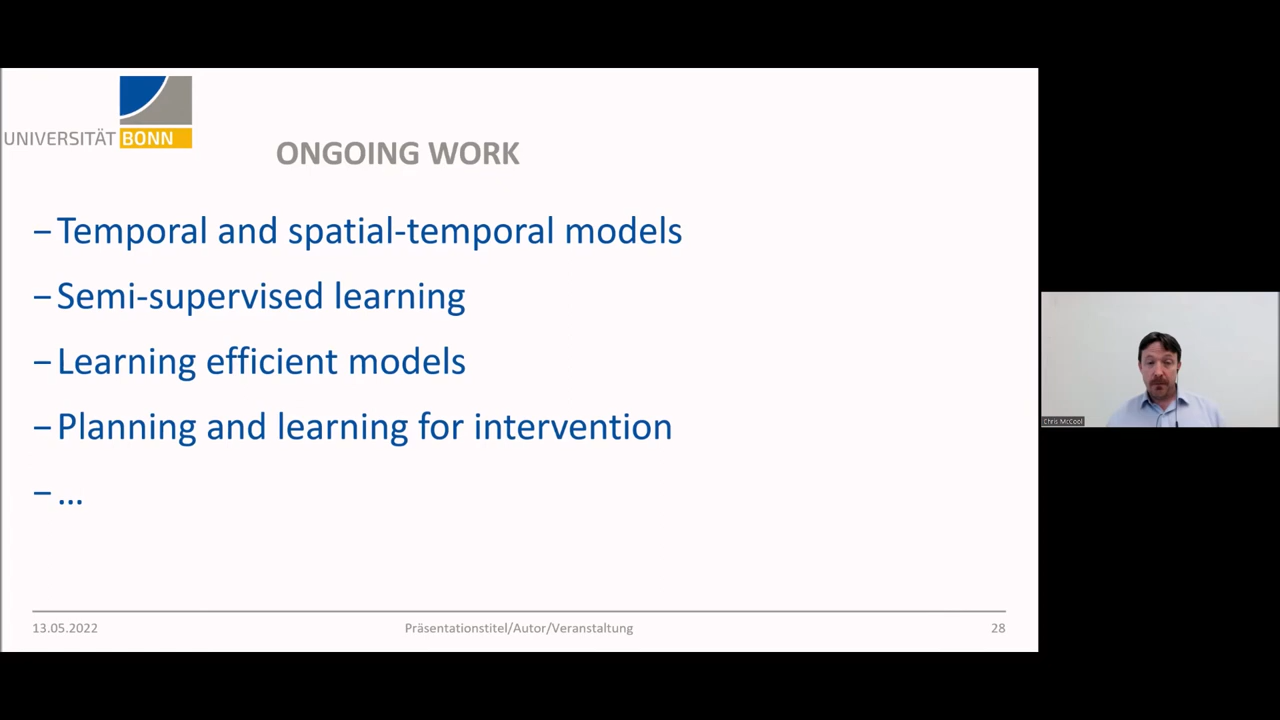 UNIVERSITÄT BONN
ONGOING WORK
– Temporal and spatial-temporal models
– Semi-supervised learning
– Learning efficient models
– Planning and learning for intervention
– ...
13.05.2022
Präsentationstitel/Autor/Veranstaltung
28
Chris McCool